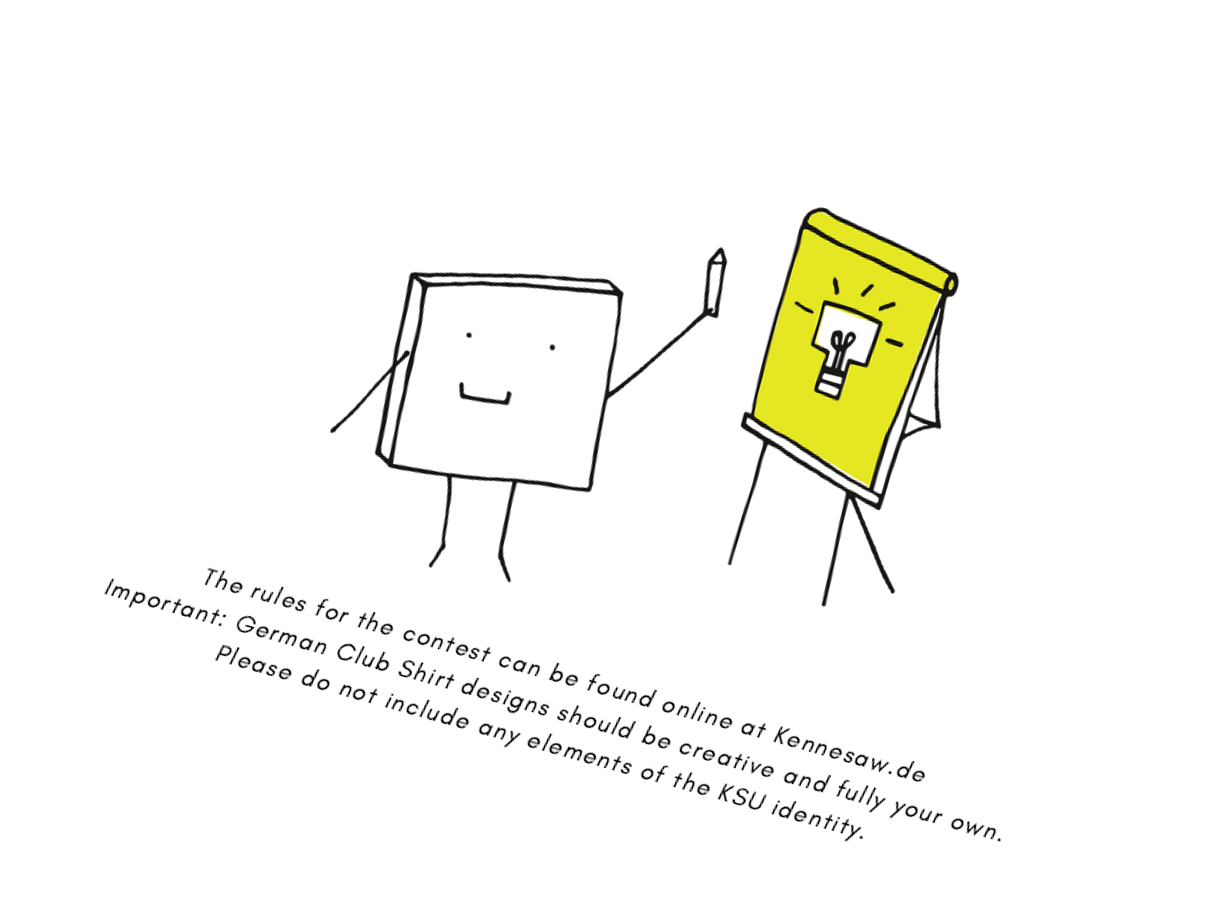 The rules for the contest can be found online at Kennesaw.de
Important: German Club Shirt designs should be creative and fully your own.
Please do not include any elements of the KSU identity.